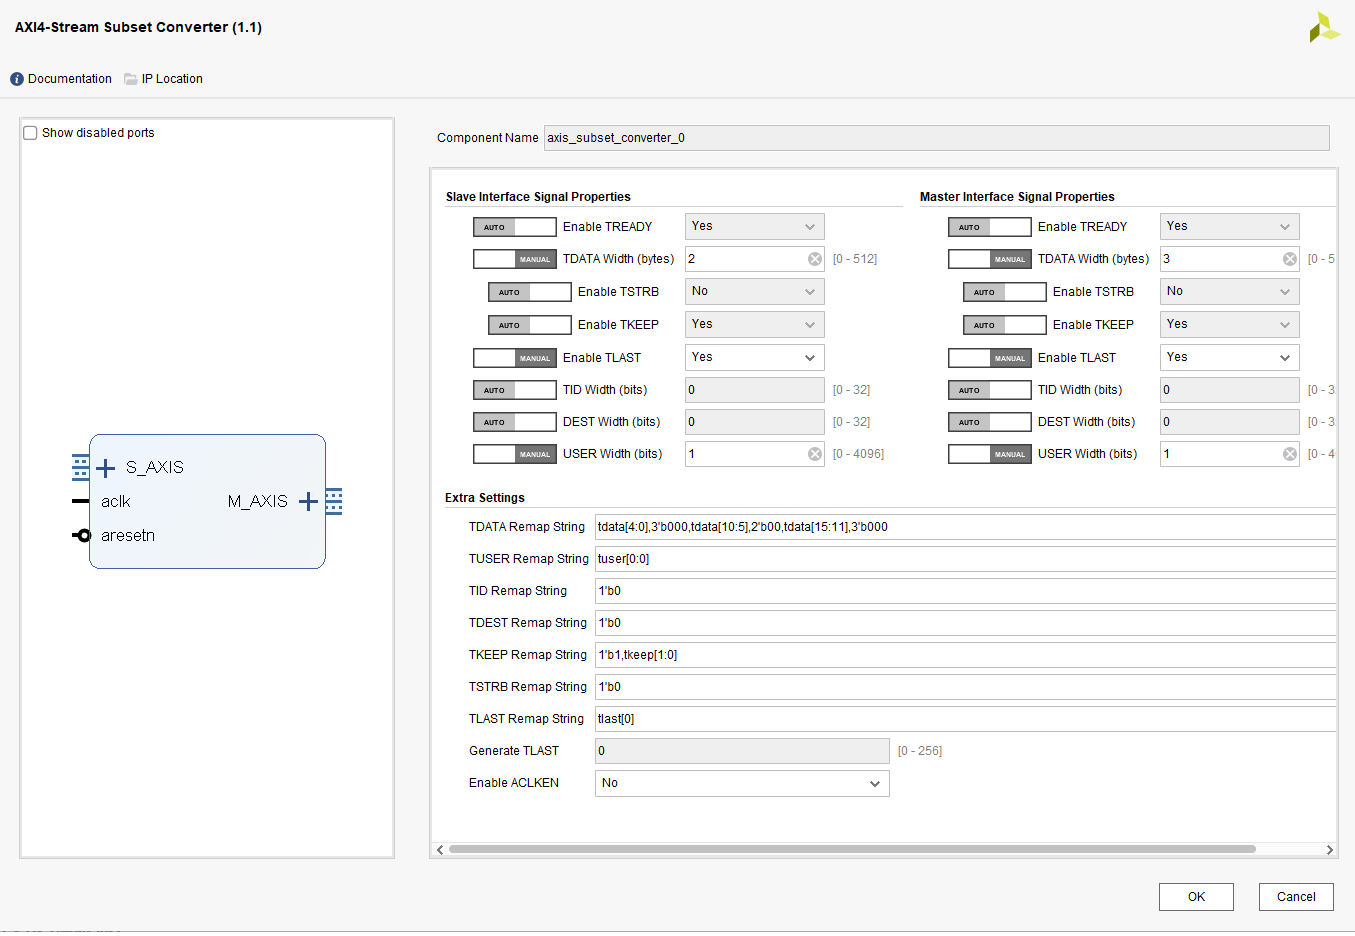 AXI4-Stream Subset Converter (1.1)
Documentation IP Location
Show disabled ports
S_AXIS
aclk M_AXIS
aresetn
Component Name axis_subset_converter_0
Slave Interface Signal Properties
AUTO Enable TREADY Yes
MANUAL TDATA Width (bytes) 2 [0 - 512]
AUTO Enable TSTRB No
AUTO Enable TKEEP Yes
MANUAL Enable TLAST Yes
AUTO TID Width (bits) 0 [0 - 32]
AUTO DEST Width (bits) 0 [0 - 32]
MANUAL USER Width (bits) 1 [0 - 4096]
Master Interface Signal Properties
AUTO Enable TREADY Yes
MANUAL TDATA Width (bytes) 3 [0 - 5
AUTO Enable TSTRB No
AUTO Enable TKEEP Yes
MANUAL Enable TLAST Yes
AUTO TID Width (bits) 0 [0 - 3
AUTO DEST Width (bits) 0 [0 - 3
MANUAL USER Width (bits) 1 [0 - 4
Extra Settings
TDATA Remap String tdata[4:0],3'b000,tdata[10:5],2'b00,tdata[15:11],3'b000
TUSER Remap String tuser[0:0]
TID Remap String 1'b0
TDEST Remap String 1'b0
TKEEP Remap String 1'b1,tkeep[1:0]
TSTRB Remap String 1'b0
TLAST Remap String tlast[0]
Generate TLAST 0 [0 - 256]
Enable ACLKEN No
OK Cancel